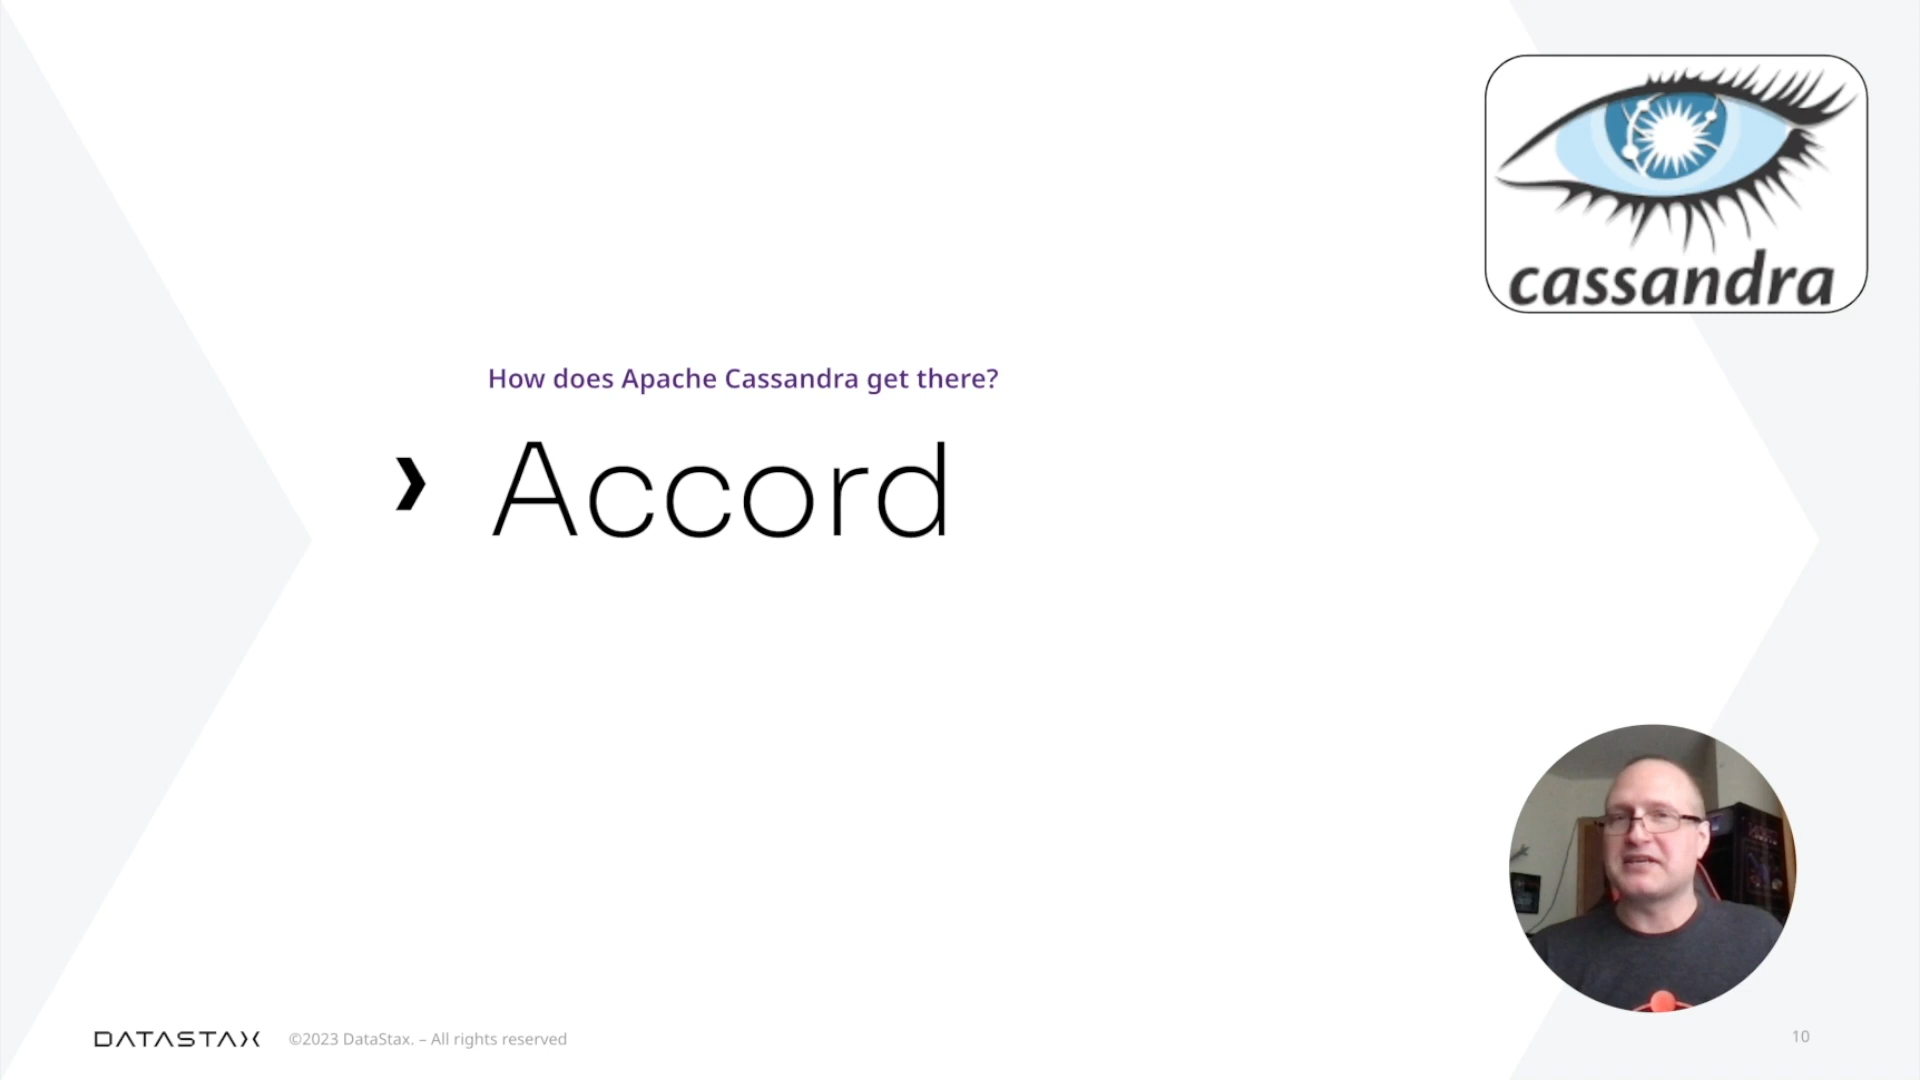 cassandra
How does Apache Cassandra get there?
Accord
DATASTAX ©2023 DataStax. – All rights reserved
10